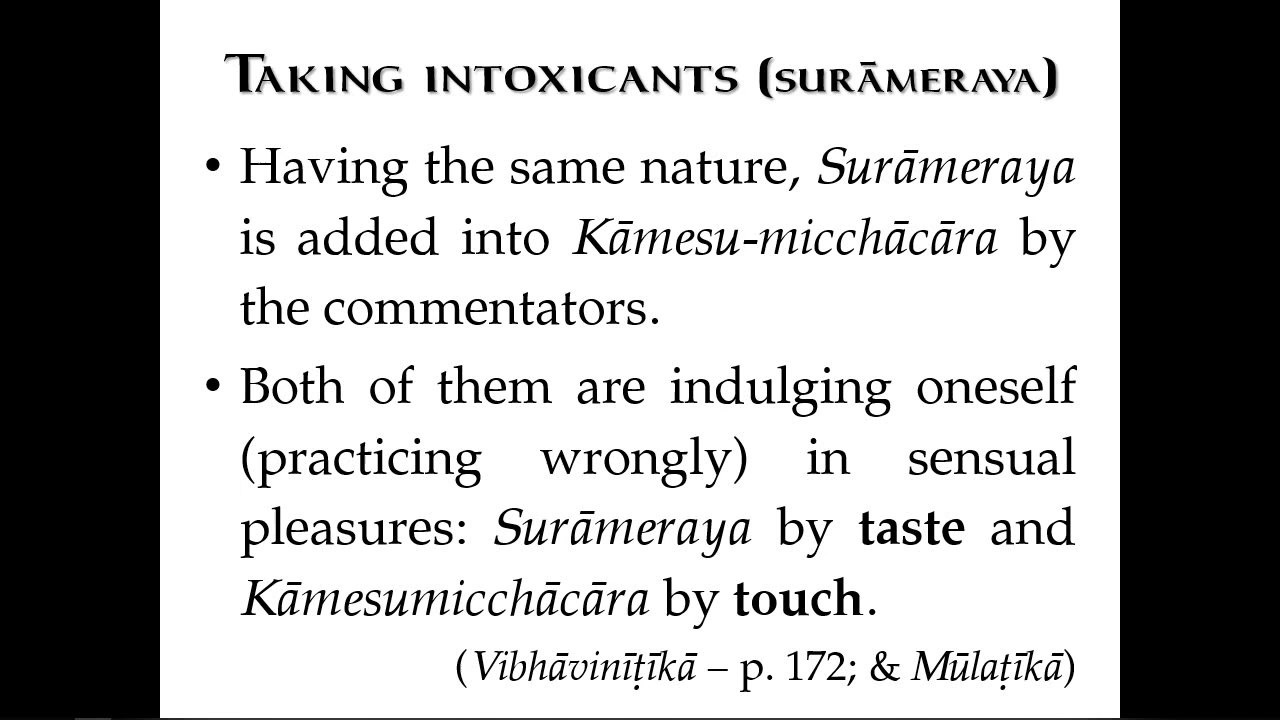 TAKING INTOXICANTS (SURĀMERAYA)
• Having the same nature, Surāmeraya
is added into Kāmesu-micchācāra by
the commentators.
• Both of them are indulging oneself
(practicing wrongly) in sensual
pleasures: Surāmeraya by taste and
Kāmesumicchācāra by touch.
(Vibhāvinīṭīkā – p. 172; & Mūlaṭīkā)